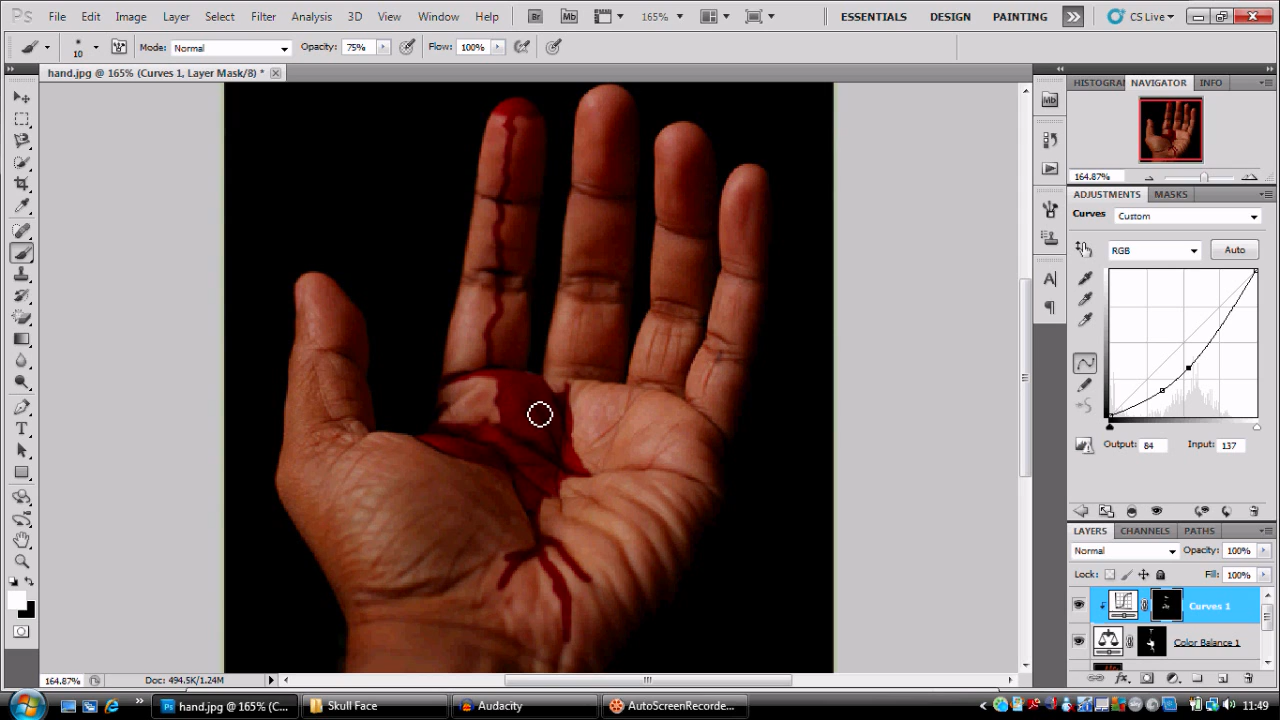 Ps File Edit Image Layer Select Filter Analysis 3D View Window Help Br Mb 165% ESSENTIALS DESIGN PAINTING CS Live
10 Mode: Normal Opacity: 75% Flow: 100%
hand.jpg @ 165% (Curves 1, Layer Mask/8) *
HISTOGRAI NAVIGATOR INFO
Mb
164.87%
ADJUSTMENTS MASKS
Curves Custom
RGB Auto
Output: 84 Input: 137
LAYERS CHANNELS PATHS
Normal Opacity: 100%
Lock: Fill: 100%
Curves 1
Color Balance 1
164.87% Doc: 494.5K/1.24M
hand.jpg @ 165% (C... Skull Face Audacity AutoScreenRecorde... 11:49